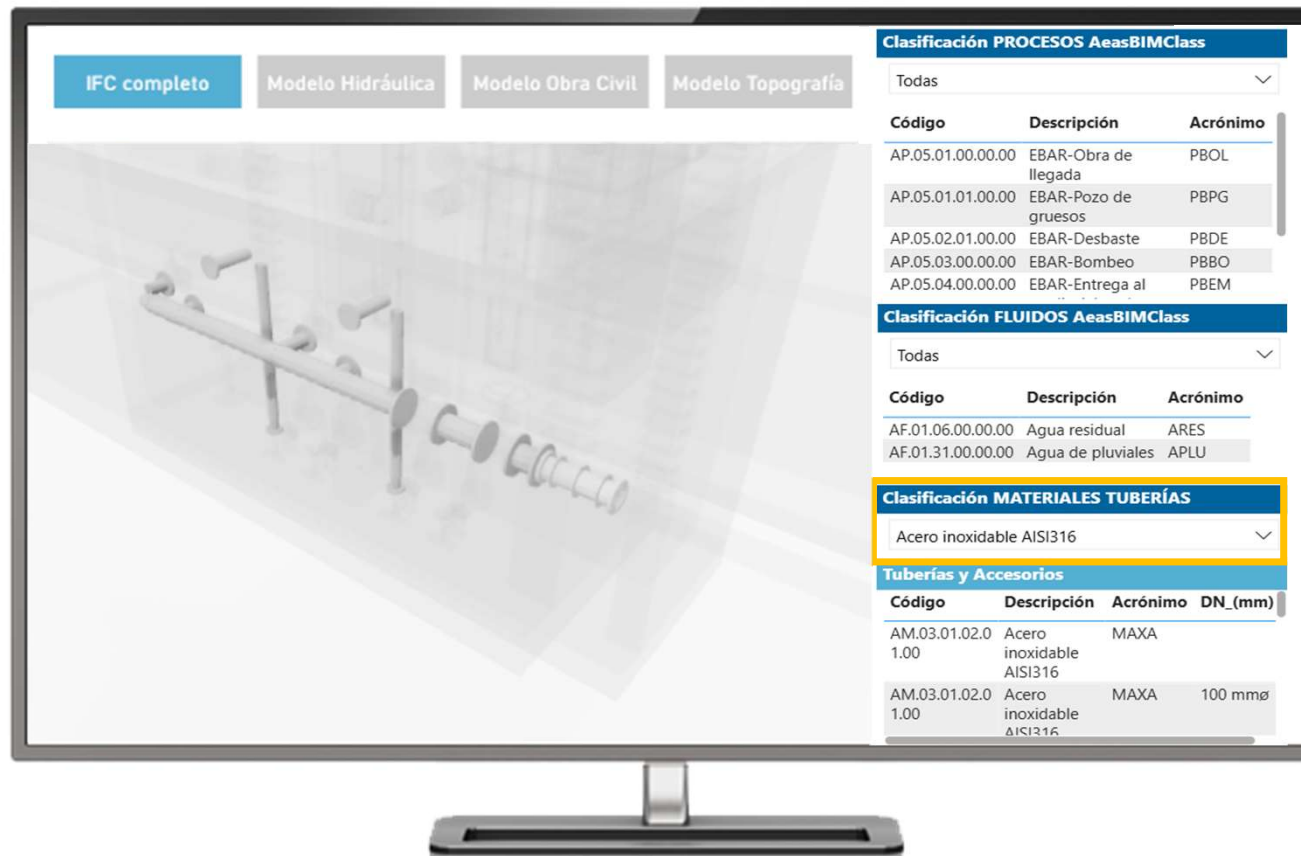 IFC completo
Modelo Hidráulica
Modelo Obra Civil
Modelo Topografía
Clasificación PROCESOS AeasBIMClass
Todas
Código Descripción Acrónimo
AP.05.01.00.00.00 EBAR-Obra de PBOL
llegada
AP.05.01.01.00.00 EBAR-Pozo de PBPG
gruesos
AP.05.02.01.00.00 EBAR-Desbaste PBDE
AP.05.03.00.00.00 EBAR-Bombeo PBBO
AP.05.04.00.00.00 EBAR-Entrega al PBEM
Clasificación FLUIDOS AeasBIMClass
Todas
Código Descripción Acrónimo
AF.01.06.00.00.00 Agua residual ARES
AF.01.31.00.00.00 Agua de pluviales APLU
Clasificación MATERIALES TUBERÍAS
Acero inoxidable AISI316
Tuberías y Accesorios
Código Descripción Acrónimo DN_(mm)
AM.03.01.02.0 Acero MAXA
1.00 inoxidable
AISI316
AM.03.01.02.0 Acero MAXA 100 mmø
1.00 inoxidable
AISI316